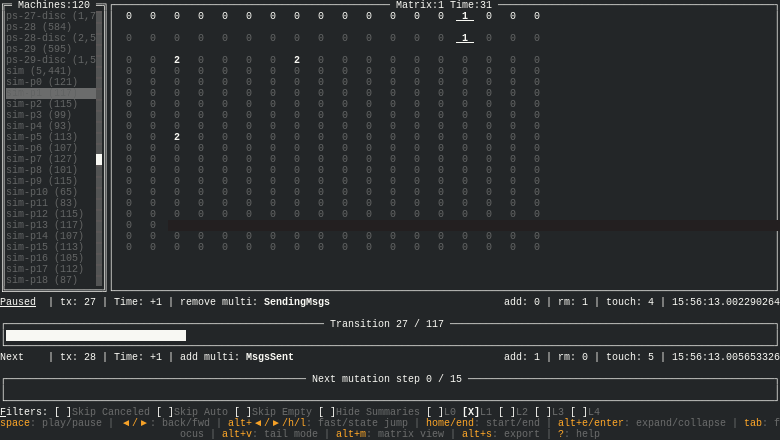 Machines:120
Matrix:1 Time:31
ps-27-disc (1,7 0 0 0 0 0 0 0 0 0 0 0 0 0 0 1 0 0 0
ps-28 (584)
ps-28-disc (2,5 0 0 0 0 0 0 0 0 0 0 0 0 0 0 1 0 0 0
ps-29 (595)
ps-29-disc (1,5 0 0 2 0 0 0 0 2 0 0 0 0 0 0 0 0 0 0
sim (5,441) 0 0 0 0 0 0 0 0 0 0 0 0 0 0 0 0 0 0
sim-p0 (121) 0 0 0 0 0 0 0 0 0 0 0 0 0 0 0 0 0 0
0 0 0 0 0 0 0 0 0 0 0 0 0 0 0 0 0 0
sim-p2 (115) 0 0 0 0 0 0 0 0 0 0 0 0 0 0 0 0 0 0
sim-p3 (99) 0 0 0 0 0 0 0 0 0 0 0 0 0 0 0 0 0 0
sim-p4 (93) 0 0 0 0 0 0 0 0 0 0 0 0 0 0 0 0 0 0
sim-p5 (113) 0 0 2 0 0 0 0 0 0 0 0 0 0 0 0 0 0 0
sim-p6 (107) 0 0 0 0 0 0 0 0 0 0 0 0 0 0 0 0 0 0
sim-p7 (127) 0 0 0 0 0 0 0 0 0 0 0 0 0 0 0 0 0 0
sim-p8 (101) 0 0 0 0 0 0 0 0 0 0 0 0 0 0 0 0 0 0
sim-p9 (115) 0 0 0 0 0 0 0 0 0 0 0 0 0 0 0 0 0 0
sim-p10 (65) 0 0 0 0 0 0 0 0 0 0 0 0 0 0 0 0 0 0
sim-p11 (83) 0 0 0 0 0 0 0 0 0 0 0 0 0 0 0 0 0 0
sim-p12 (115) 0 0 0 0 0 0 0 0 0 0 0 0 0 0 0 0 0 0
sim-p13 (117) 0 0
sim-p14 (107) 0 0 0 0 0 0 0 0 0 0 0 0 0 0 0 0 0 0
sim-p15 (113) 0 0 0 0 0 0 0 0 0 0 0 0 0 0 0 0 0 0
sim-p16 (105)
sim-p17 (112)
sim-p18 (87)
Paused | tx: 27 | Time: +1 | remove multi: SendingMsgs add: 0 | rm: 1 | touch: 4 | 15:56:13.002290264
Transition 27 / 117
Next | tx: 28 | Time: +1 | add multi: MsgsSent add: 1 | rm: 0 | touch: 5 | 15:56:13.005653326
Next mutation step 0 / 15
Filters: [ ]Skip Canceled [ ]Skip Auto [ ]Skip Empty [ ]Hide Summaries [ ]L0 [X]L1 [ ]L2 [ ]L3 [ ]L4
space: play/pause | ◄/►: back/fwd | alt+◄/►/h/l: fast/state jump | home/end: start/end | alt+e/enter: expand/collapse | tab: f
ocus | alt+v: tail mode | alt+m: matrix view | alt+s: export | ?: help